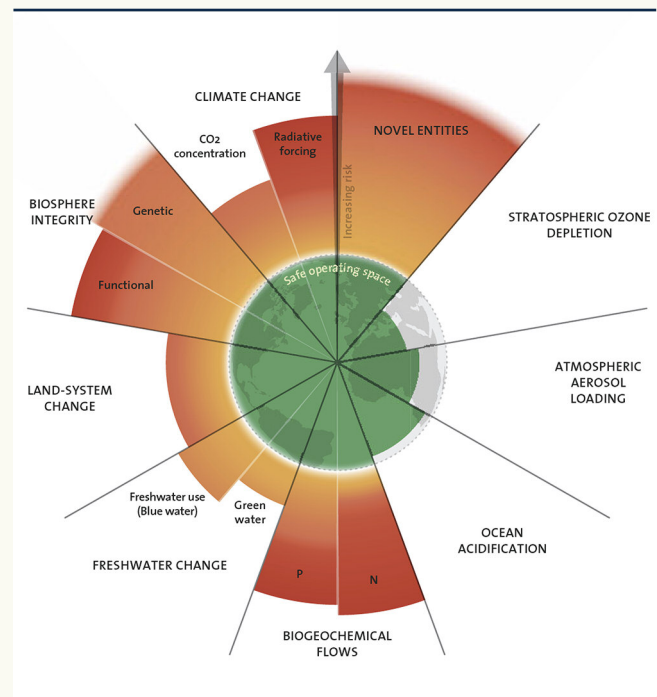 CLIMATE CHANGE
CO2
concentration
Radiative
forcing
NOVEL ENTITIES
Increasing risk
BIOSPHERE
INTEGRITY
Genetic
Functional
STRATOSPHERIC OZONE
DEPLETION
Safe operating space
ATMOSPHERIC
AEROSOL
LOADING
LAND-SYSTEM
CHANGE
Freshwater use
(Blue water)
Green
water
FRESHWATER CHANGE
OCEAN
ACIDIFICATION
P
N
BIOGEOCHEMICAL
FLOWS